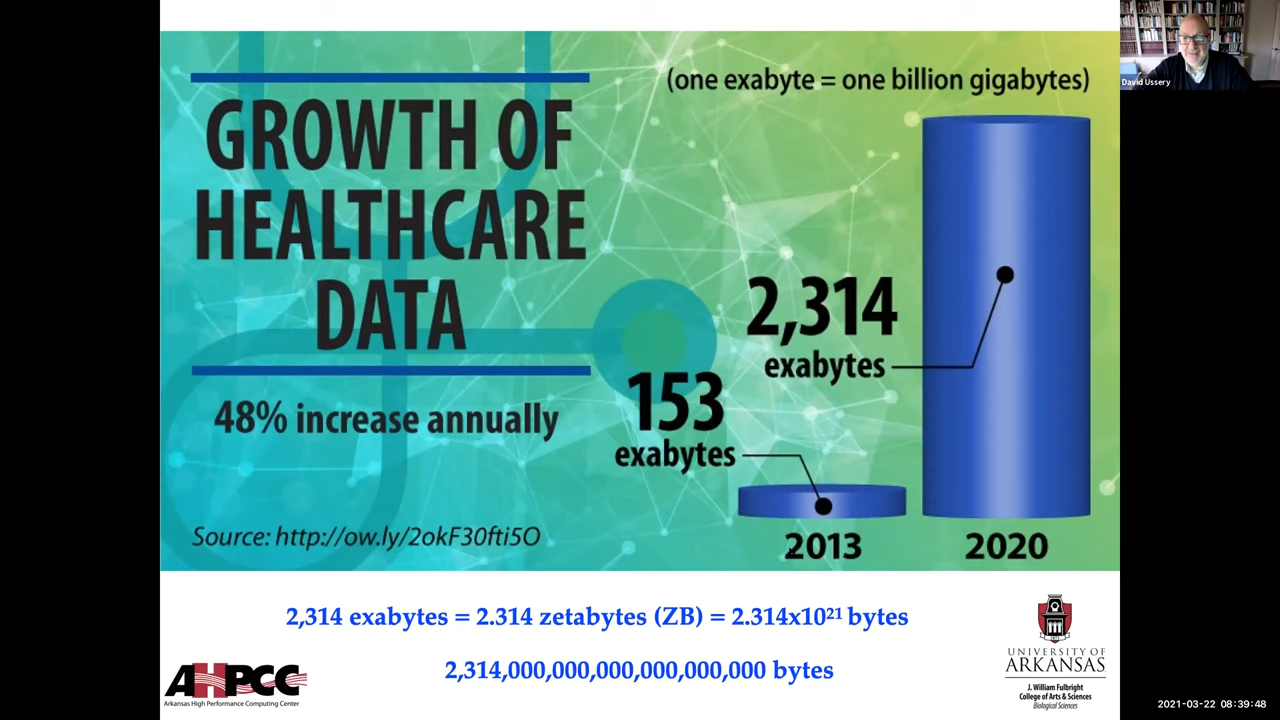 (one exabyte = one billion gigabytes)
GROWTH OF
HEALTHCARE
DATA
48% increase annually
Source: http://ow.ly/2okF30fti5O
2,314
exabytes
153
exabytes
2013
2020
2,314 exabytes = 2.314 zetabytes (ZB) = 2.314x10²¹ bytes
2,314,000,000,000,000,000,000 bytes
AHPCC
Arkansas High Performance Computing Center
UNIVERSITY OF
ARKANSAS
J. William Fulbright
College of Arts & Sciences
Biological Sciences
David Ussery
2021-03-22 08:39:48